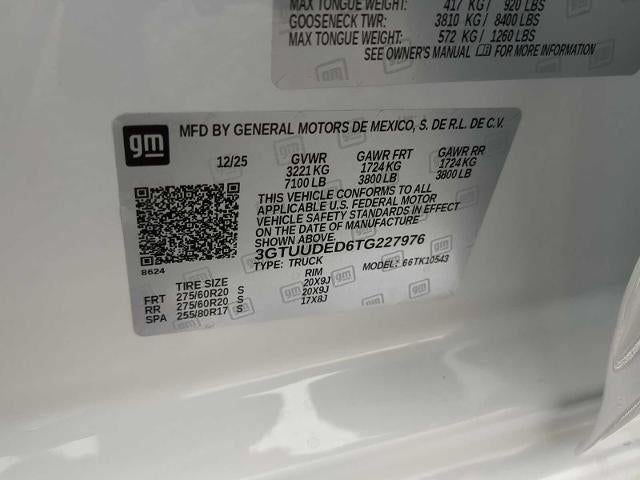 MAX TONGUE WEIGHT: 417 KG / 920 LBS
GOOSENECK TWR: 3810 KG / 8400 LBS
MAX TONGUE WEIGHT: 572 KG / 1260 LBS
SEE OWNER'S MANUAL FOR MORE INFORMATION
gm MFD BY GENERAL MOTORS DE MEXICO, S. DE R.L. DE C.V.
12/25 GVWR GAWR FRT GAWR RR
3221 KG 1724 KG 1724 KG
7100 LB 3800 LB 3800 LB
THIS VEHICLE CONFORMS TO ALL
APPLICABLE U.S. FEDERAL MOTOR
VEHICLE SAFETY STANDARDS IN EFFECT
ON THE DATE OF MANUFACTURE
SHOWN ABOVE.
3GTUUDED6TG227976
8624 TYPE: TRUCK MODEL: 66TK10543
TIRE SIZE RIM
FRT 275/60R20 S 20X9J
RR 275/60R20 S 20X9J
SPA 255/80R17 S 17X8J